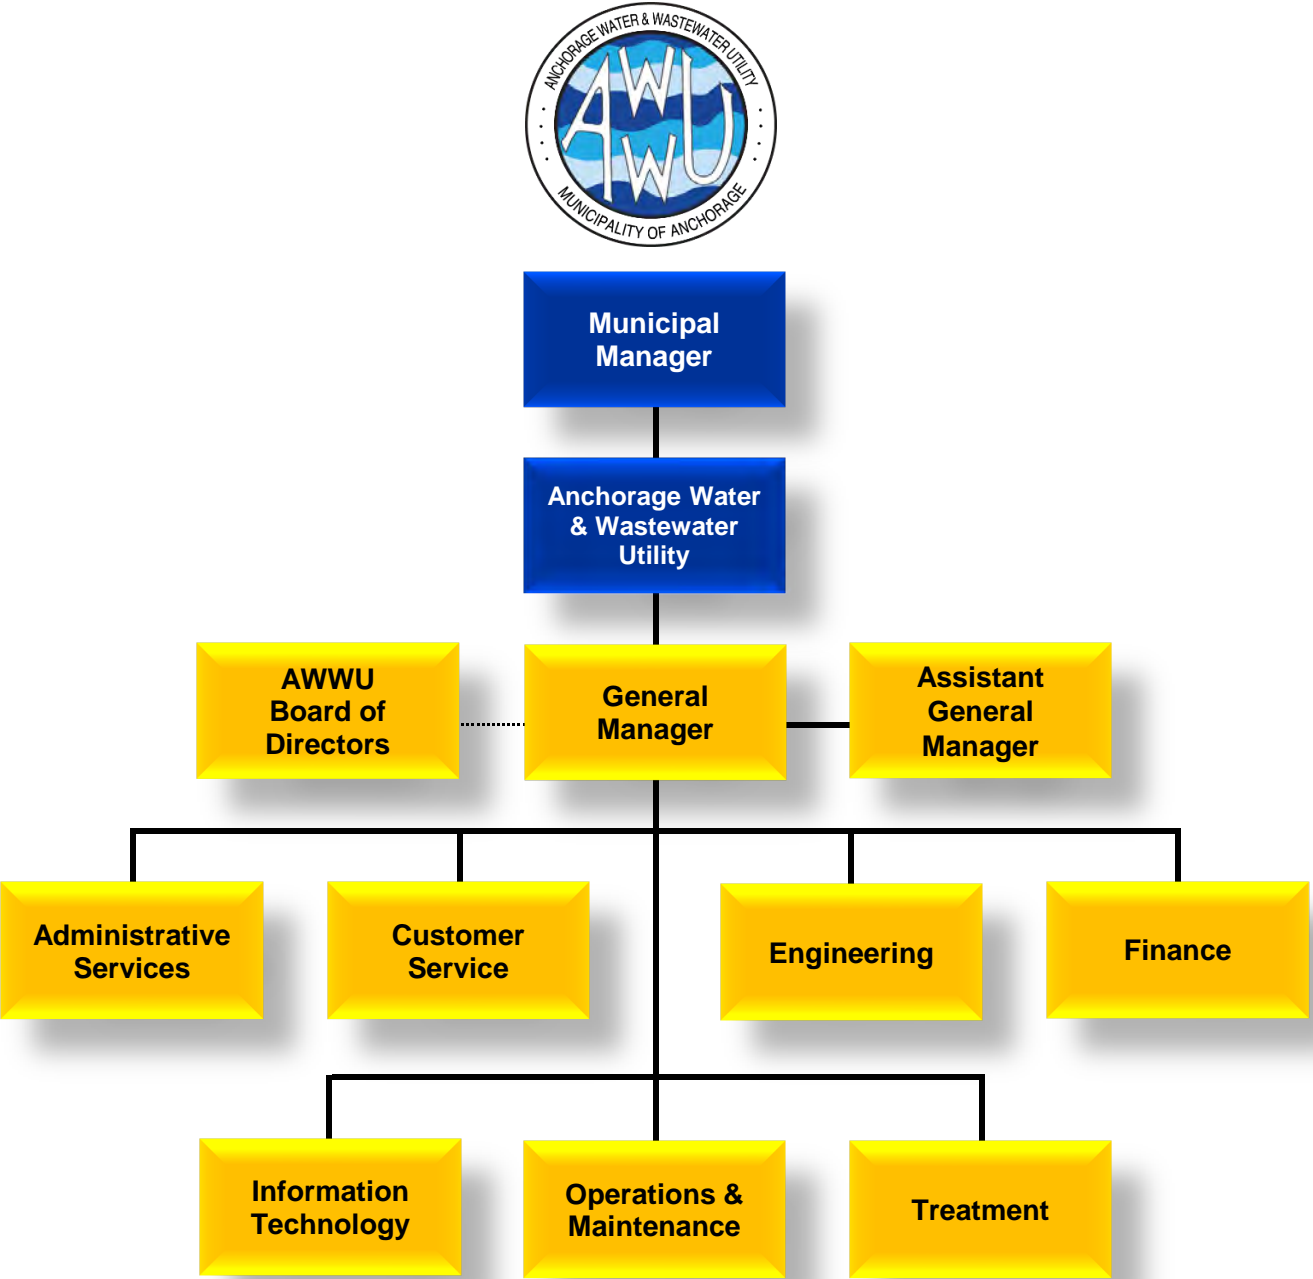 ANCHORAGE WATER & WASTEWATER UTILITY
AWWU
MUNICIPALITY OF ANCHORAGE
Municipal
Manager
Anchorage Water
& Wastewater
Utility
AWWU
Board of
Directors
General
Manager
Assistant
General
Manager
Administrative
Services
Customer
Service
Engineering
Finance
Information
Technology
Operations &
Maintenance
Treatment